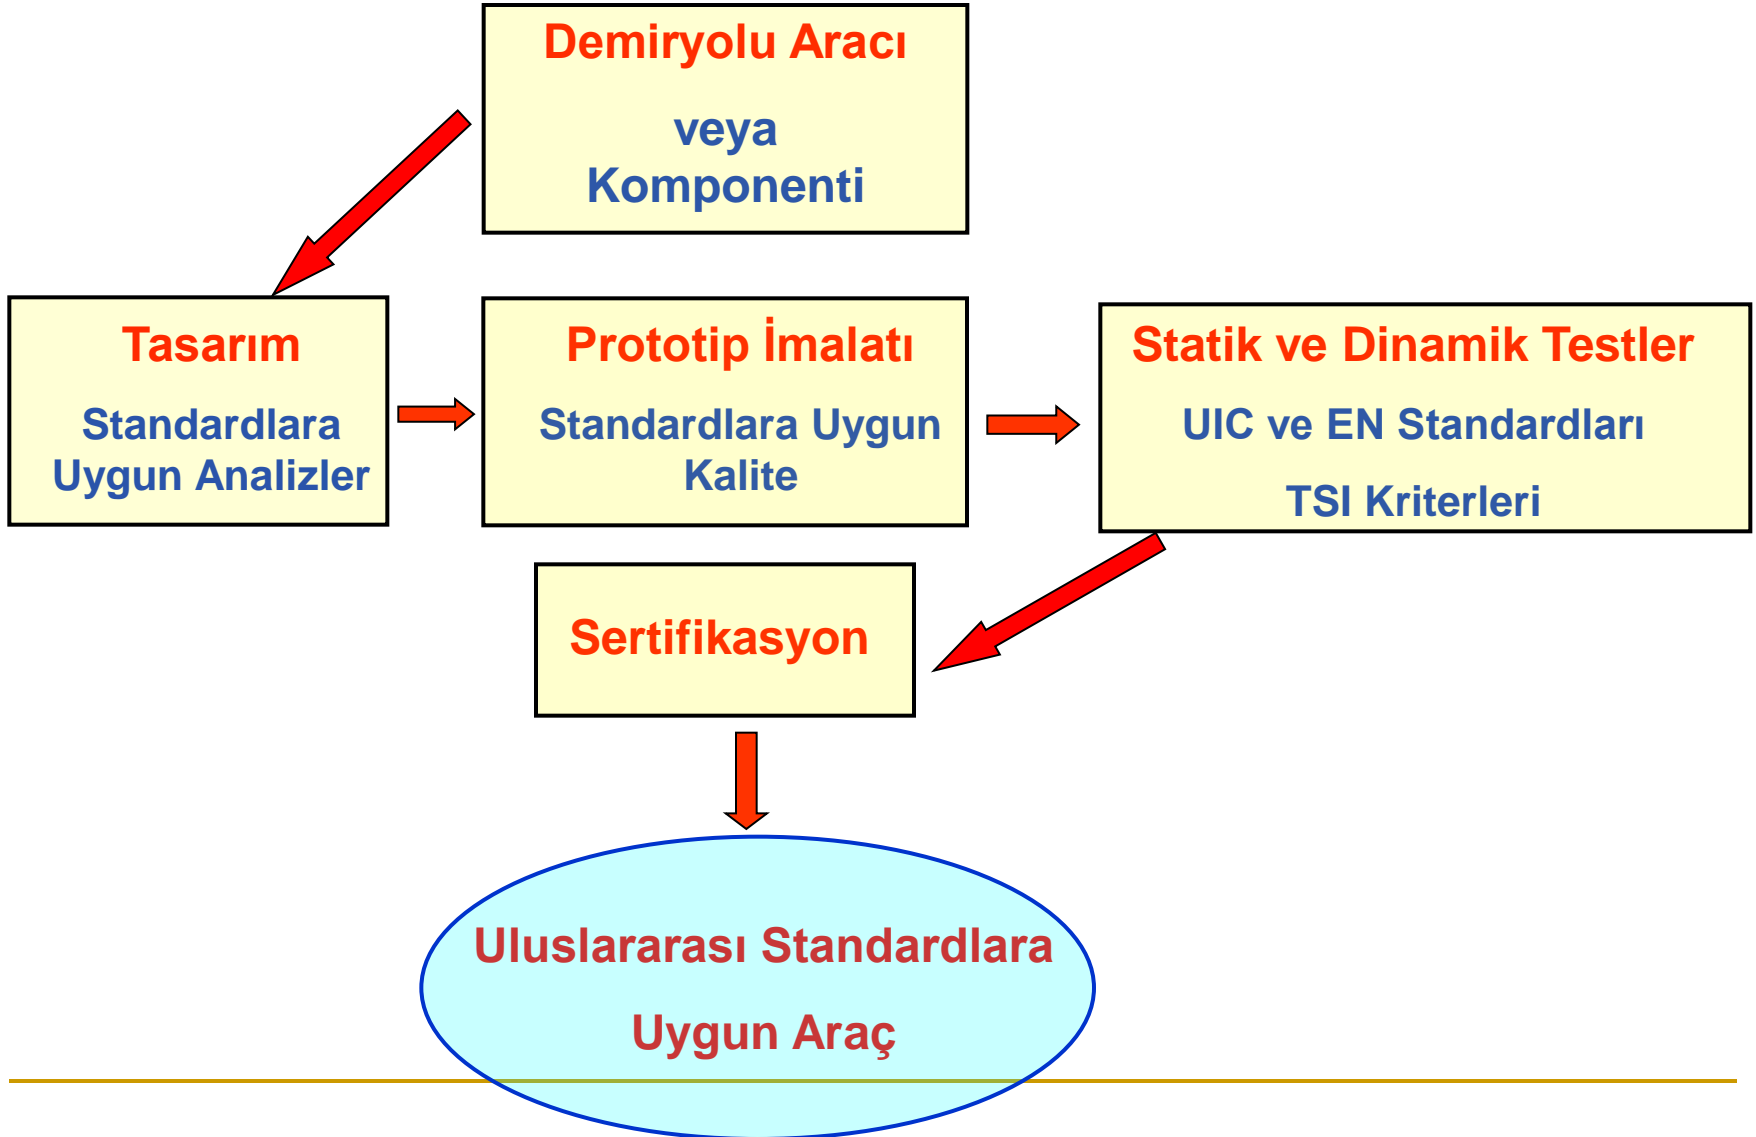 Demiryolu Aracı
veya
Komponenti
Tasarım
Standardlara
Uygun Analizler
Prototip İmalatı
Standardlara Uygun
Kalite
Statik ve Dinamik Testler
UIC ve EN Standardları
TSI Kriterleri
Sertifikasyon
Uluslararası Standardlara
Uygun Araç